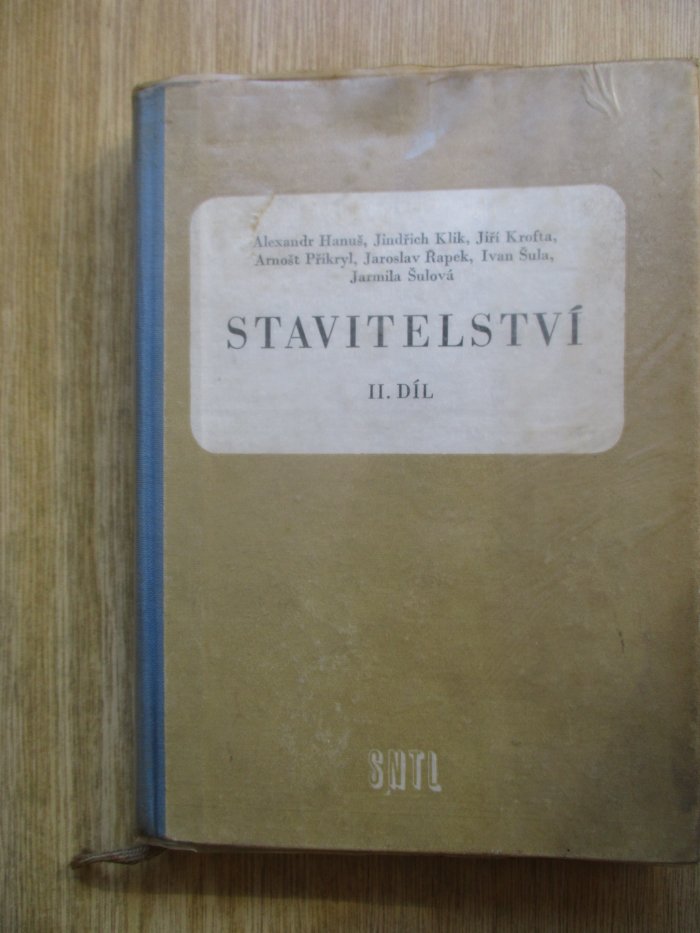 Alexandr Hanuš, Jindřich Klik, Jiří Krofta,
Arnošt Přikryl, Jaroslav Řapek, Ivan Šula,
Jarmila Šulová
STAVITELSTVÍ
II. DÍL
SNTL